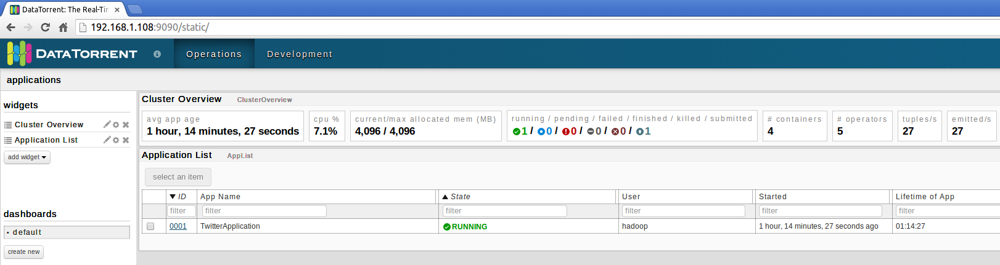 DataTorrent: The Real-Tin
192.168.1.108:9090/static/
DATATORRENT Operations Development
applications
widgets
Cluster Overview
Application List
add widget
dashboards
• default
create new
Cluster Overview ClusterOverview
avg app age cpu % current/max allocated mem (MB) running / pending / failed / finished / killed / submitted # containers # operators tuples/s emitted/s
1 hour, 14 minutes, 27 seconds 7.1% 4,096 / 4,096 1 / 0 / 0 / 0 / 0 / 1 4 5 27 27
Application List AppList
select an item
ID App Name State User Started Lifetime of App
filter filter filter filter filter filter
0001 TwitterApplication RUNNING hadoop 1 hour, 14 minutes, 27 seconds ago 01:14:27